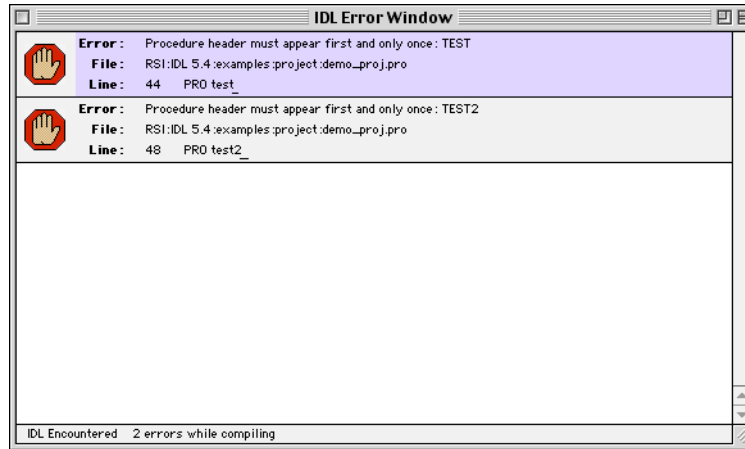 IDL Error Window
Error: Procedure header must appear first and only once: TEST
File: RSI:IDL 5.4:examples:project:demo_proj.pro
Line: 44 PRO test_
Error: Procedure header must appear first and only once: TEST2
File: RSI:IDL 5.4:examples:project:demo_proj.pro
Line: 48 PRO test2_
IDL Encountered 2 errors while compiling